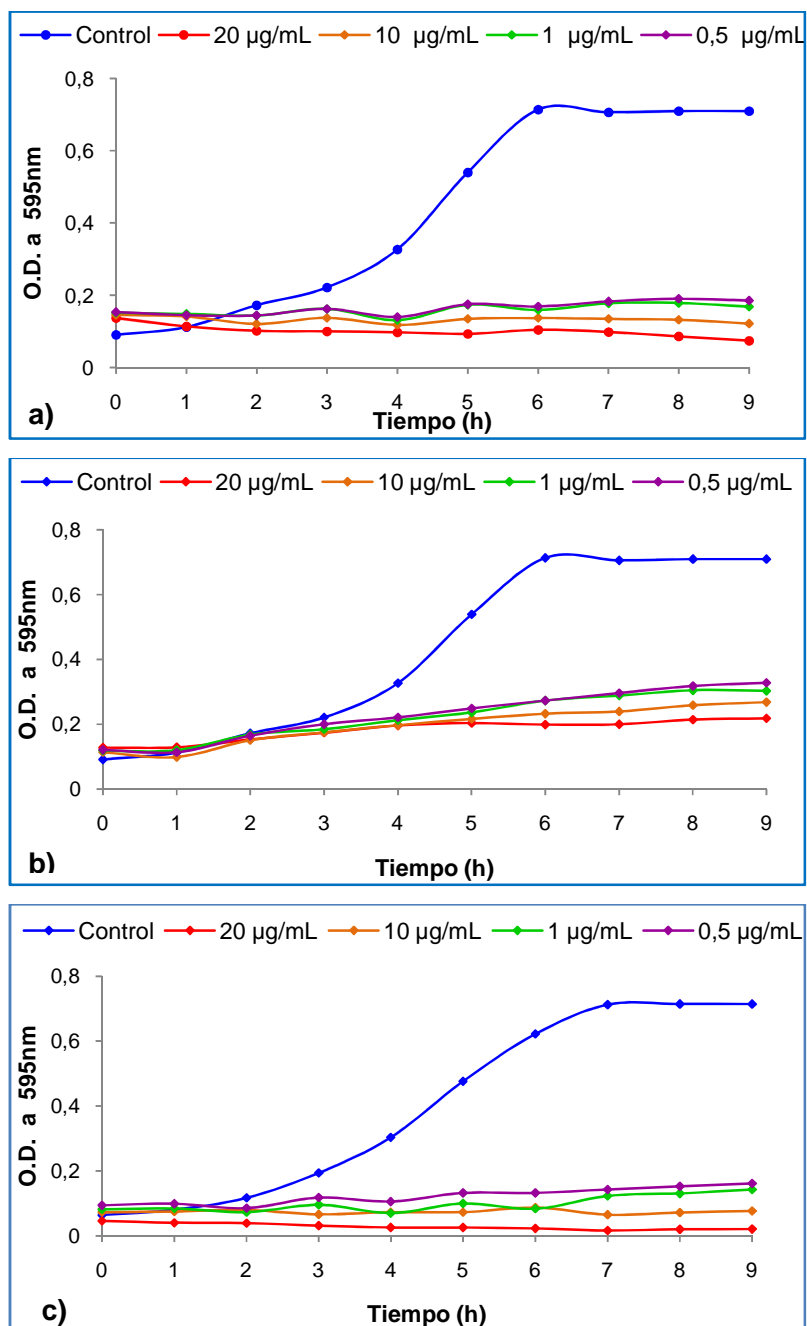 Control 20 µg/mL 10 µg/mL 1 µg/mL 0,5 µg/mL
0,8
0,6
0,4
0,2
0
O.D. a 595nm
0 1 2 3 4 5 6 7 8 9
Tiempo (h)
a)
Control 20 µg/mL 10 µg/mL 1 µg/mL 0,5 µg/mL
0,8
0,6
0,4
0,2
0
O.D. a 595nm
0 1 2 3 4 5 6 7 8 9
Tiempo (h)
b)
Control 20 µg/mL 10 µg/mL 1 µg/mL 0,5 µg/mL
0,8
0,6
0,4
0,2
0
O.D. a 595nm
0 1 2 3 4 5 6 7 8 9
Tiempo (h)
c)